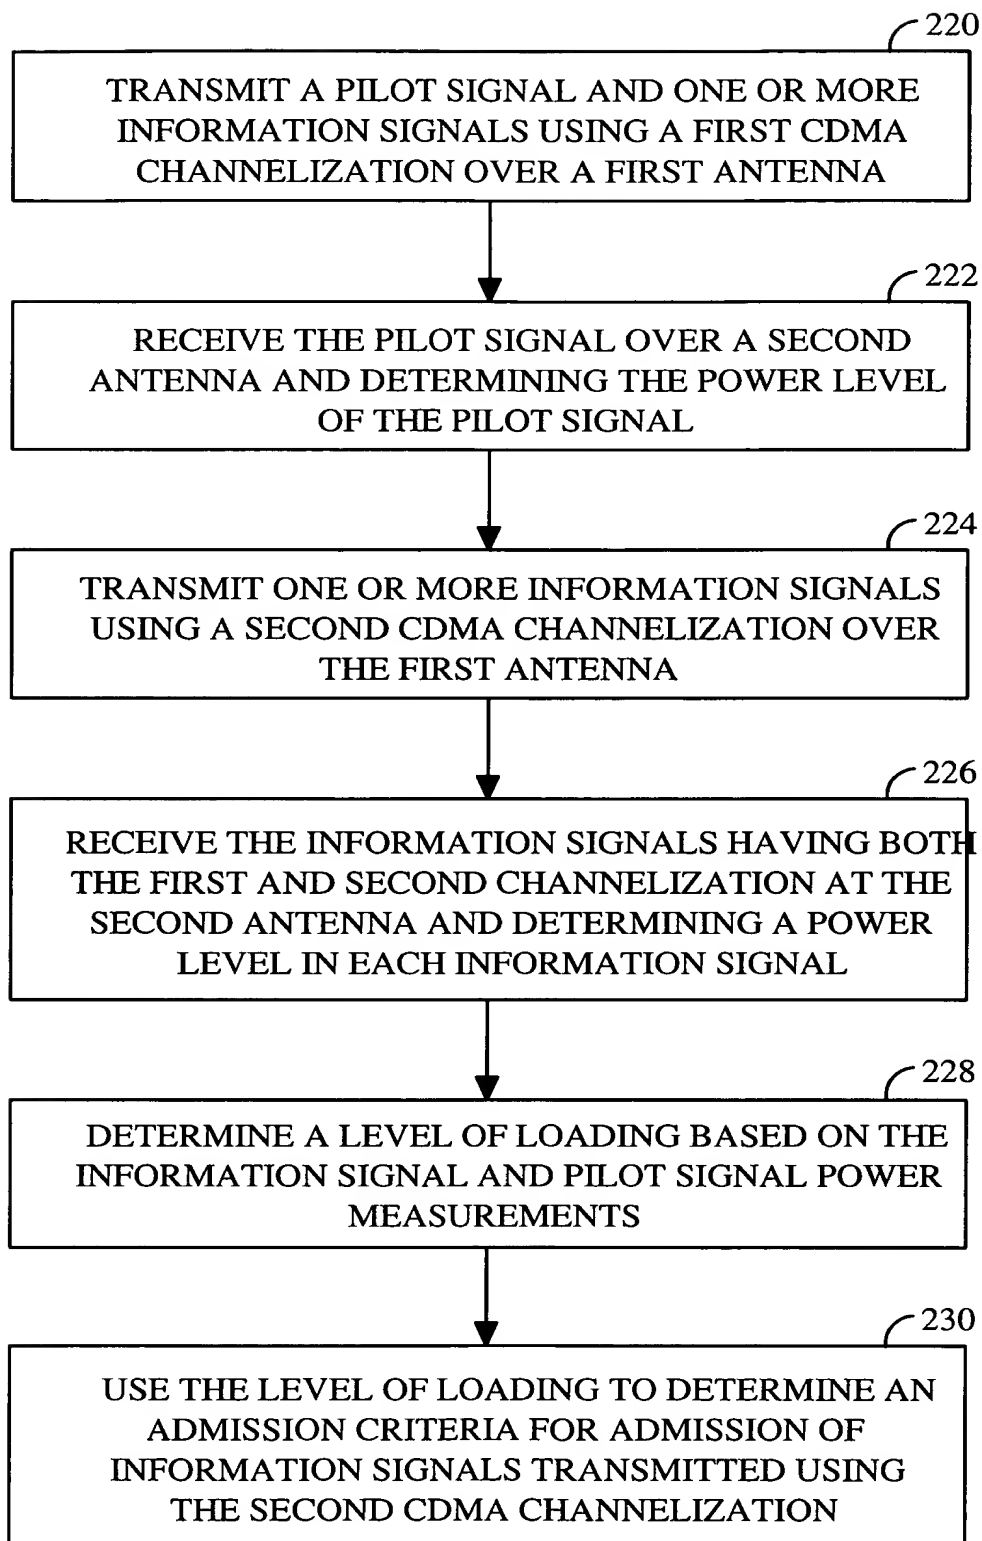 220
TRANSMIT A PILOT SIGNAL AND ONE OR MORE
INFORMATION SIGNALS USING A FIRST CDMA
CHANNELIZATION OVER A FIRST ANTENNA
222
RECEIVE THE PILOT SIGNAL OVER A SECOND
ANTENNA AND DETERMINING THE POWER LEVEL
OF THE PILOT SIGNAL
224
TRANSMIT ONE OR MORE INFORMATION SIGNALS
USING A SECOND CDMA CHANNELIZATION OVER
THE FIRST ANTENNA
226
RECEIVE THE INFORMATION SIGNALS HAVING BOTH
THE FIRST AND SECOND CHANNELIZATION AT THE
SECOND ANTENNA AND DETERMINING A POWER
LEVEL IN EACH INFORMATION SIGNAL
228
DETERMINE A LEVEL OF LOADING BASED ON THE
INFORMATION SIGNAL AND PILOT SIGNAL POWER
MEASUREMENTS
230
USE THE LEVEL OF LOADING TO DETERMINE AN
ADMISSION CRITERIA FOR ADMISSION OF
INFORMATION SIGNALS TRANSMITTED USING
THE SECOND CDMA CHANNELIZATION